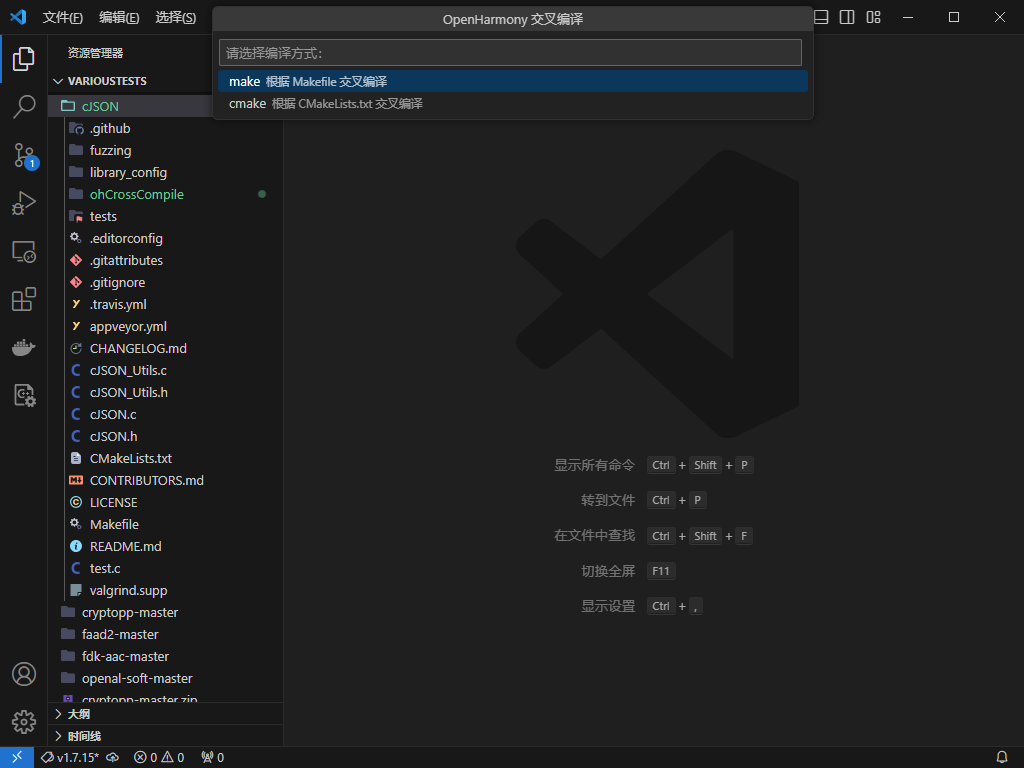 文件(F) 编辑(E) 选择(S)
OpenHarmony 交叉编译
请选择编译方式:
make 根据 Makefile 交叉编译
cmake 根据 CMakeLists.txt 交叉编译
资源管理器
VARIOUSTESTS
cJSON
.github
fuzzing
library_config
ohCrossCompile
tests
.editorconfig
.gitattributes
.gitignore
.travis.yml
appveyor.yml
CHANGELOG.md
cJSON_Utils.c
cJSON_Utils.h
cJSON.c
cJSON.h
CMakeLists.txt
CONTRIBUTORS.md
LICENSE
Makefile
README.md
test.c
valgrind.supp
cryptopp-master
faad2-master
fdk-aac-master
openal-soft-master
cryptopp-master.zip
大纲
时间线
1
显示所有命令 Ctrl + Shift + P
转到文件 Ctrl + P
在文件中查找 Ctrl + Shift + F
切换全屏 F11
显示设置 Ctrl + ,
v1.7.15* 0 0 0